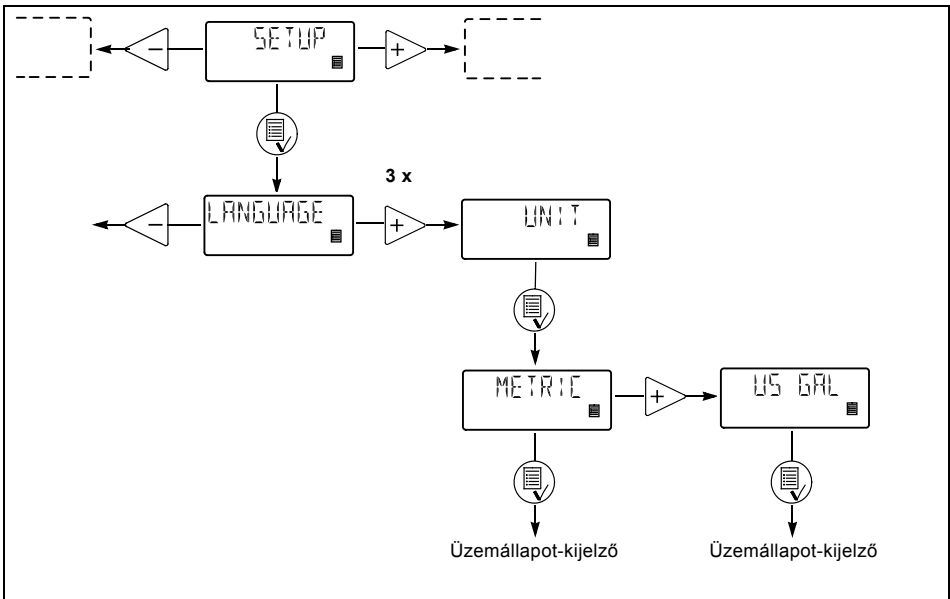 SETUP
- +
3 x
LANGUAGE
- +
UNIT
METRIC
+
US GAL
Üzemállapot-kijelző Üzemállapot-kijelző